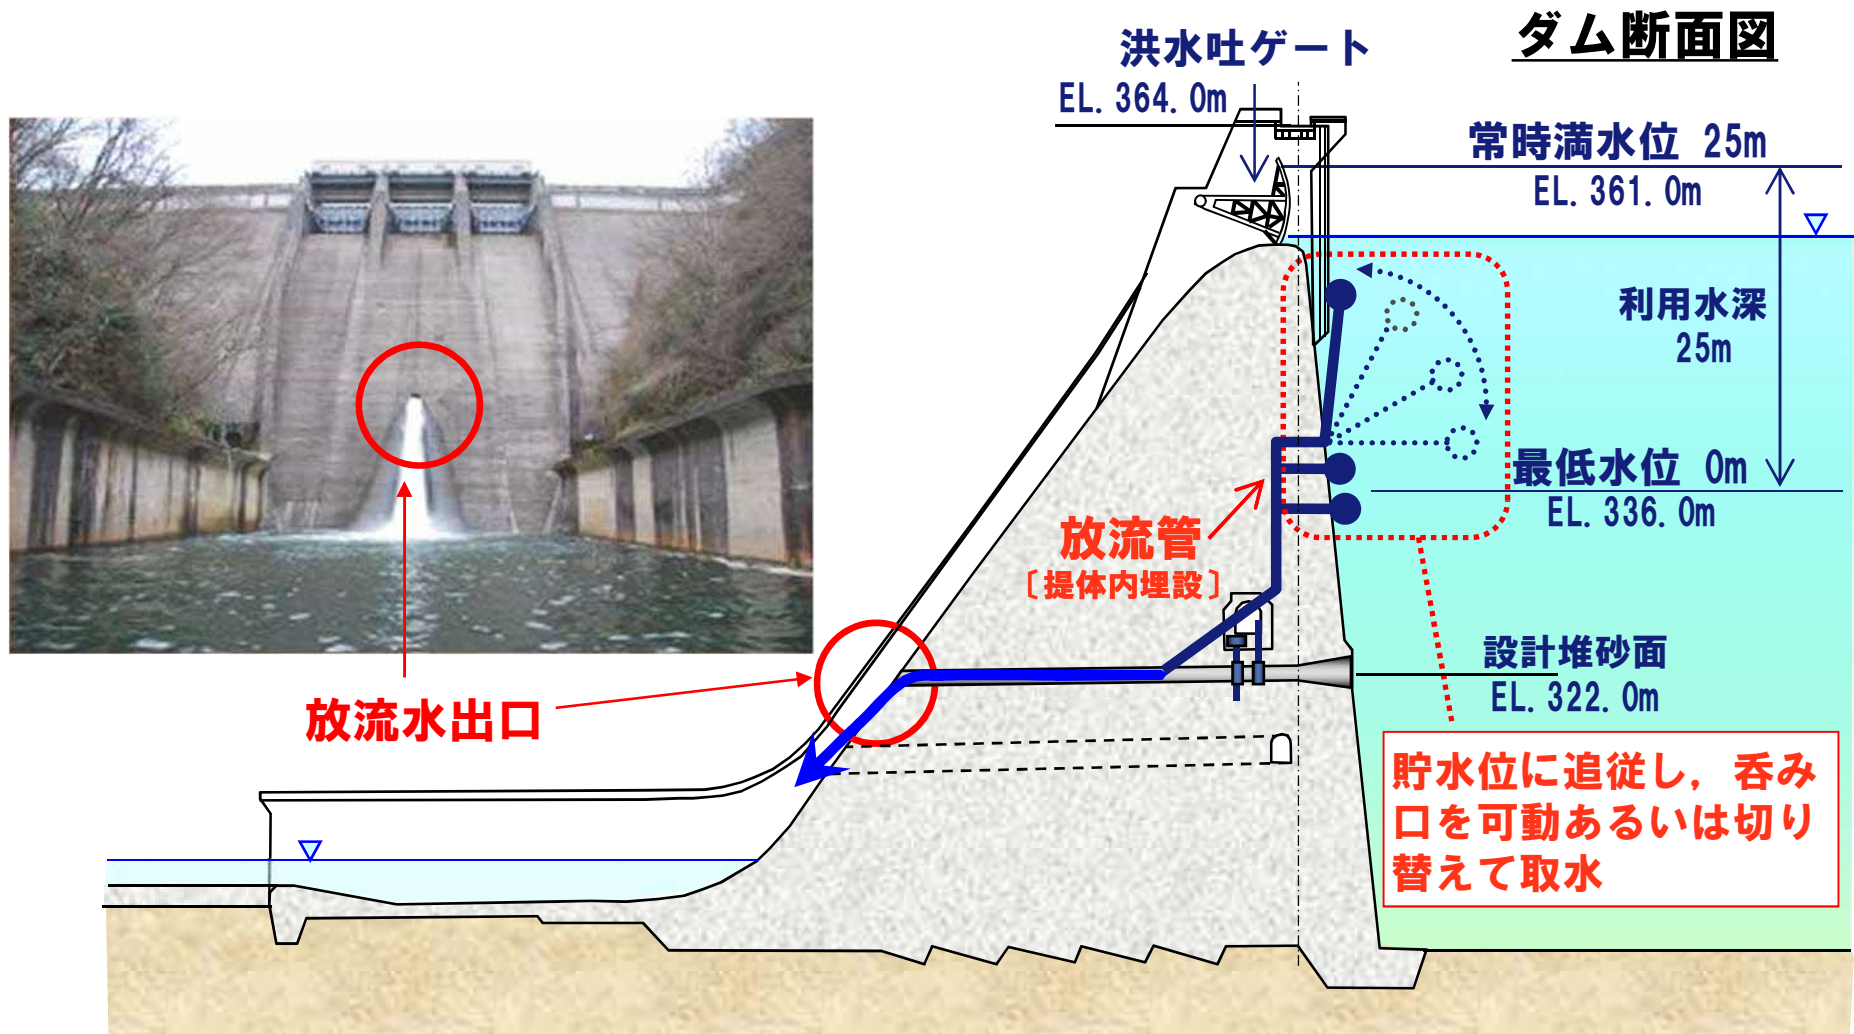 ダム断面図
洪水吐ゲート
EL. 364. 0m
常時満水位 25m
EL. 361. 0m
利用水深
25m
最低水位 0m
EL. 336. 0m
放流管
〔提体内埋設〕
設計堆砂面
EL. 322. 0m
放流水出口
貯水位に追従し，呑み
口を可動あるいは切り
替えて取水